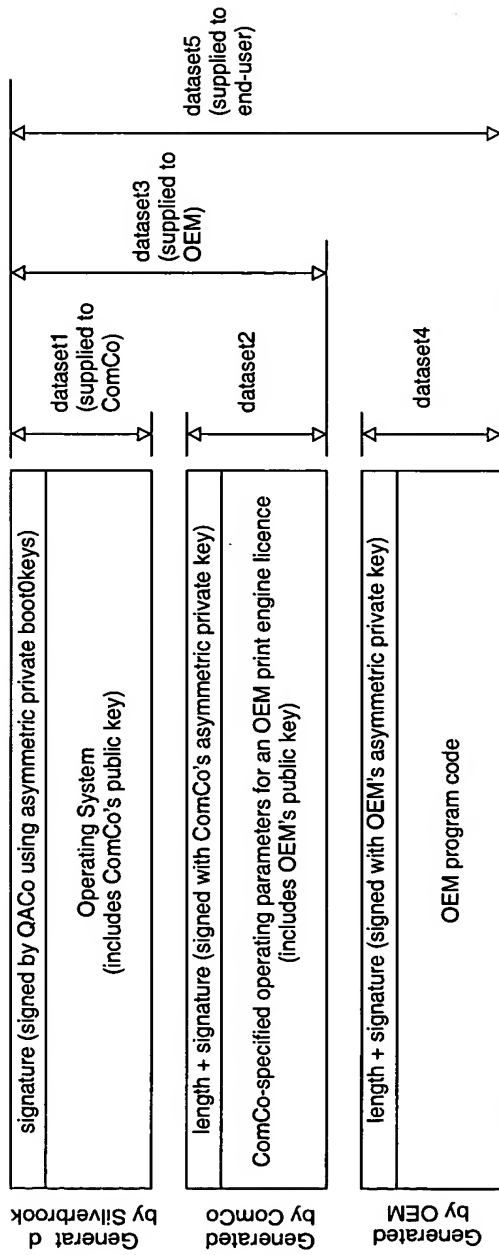 Generat d
by Silverbrook
signature (signed by QACo using asymmetric private boot0keys)
Operating System
(includes ComCo's public key)
Generated
by ComCo
length + signature (signed with ComCo's asymmetric private key)
ComCo-specified operating parameters for an OEM print engine licence
(includes OEM's public key)
Generated
by OEM
length + signature (signed with OEM's asymmetric private key)
OEM program code
dataset1
(supplied to
ComCo)
dataset2
dataset4
dataset3
(supplied to
OEM)
dataset5
(supplied to
end-user)